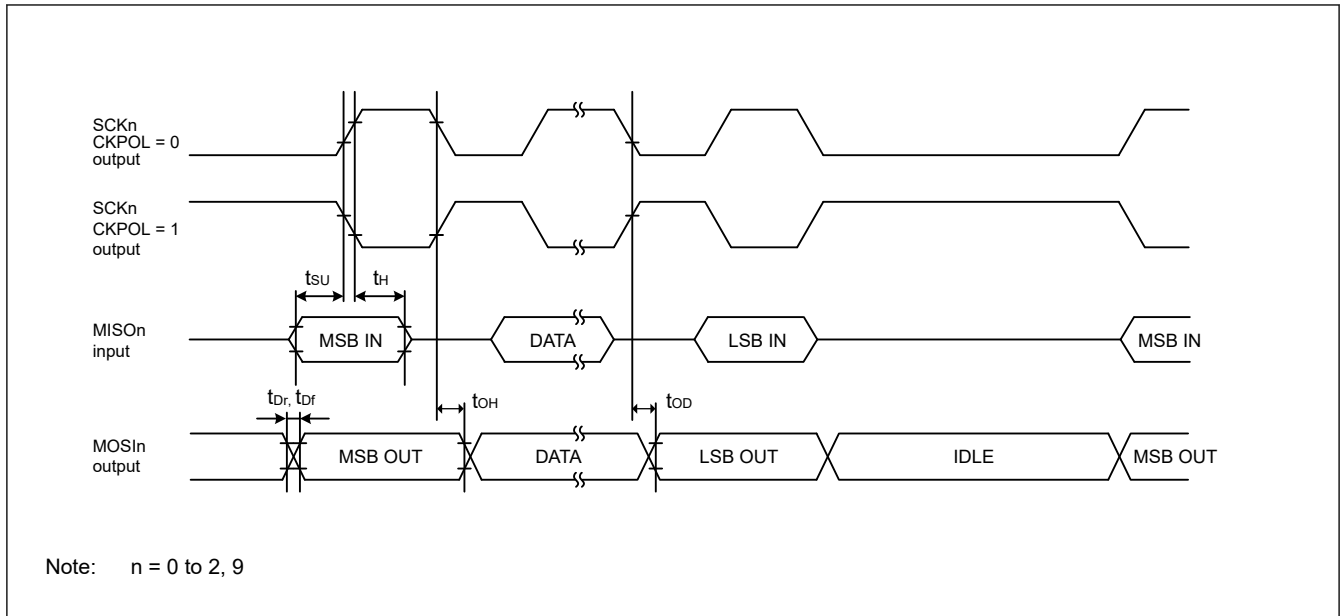 SCKn
CKPOL = 0
output
SCKn
CKPOL = 1
output
tSU
tH
MISOn
input
MSB IN
DATA
LSB IN
MSB IN
tDr, tDf
tOH
tOD
MOSIn
output
MSB OUT
DATA
LSB OUT
IDLE
MSB OUT
Note: n = 0 to 2, 9